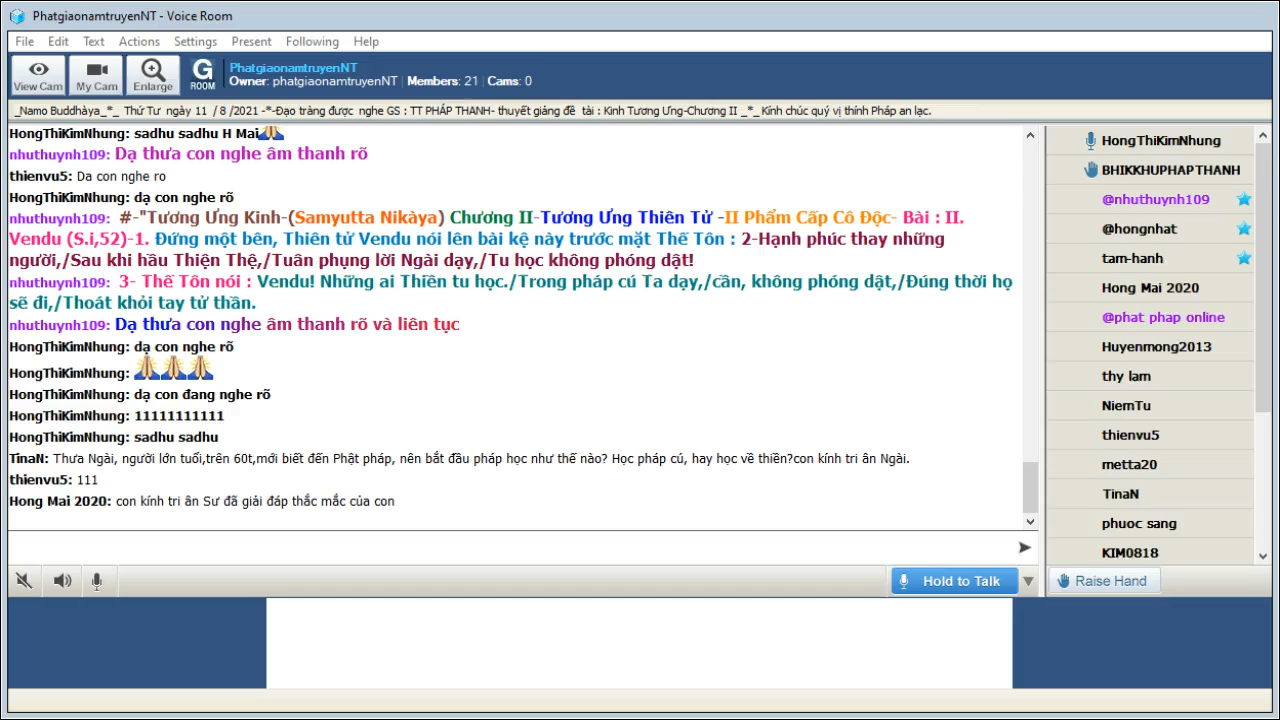 PhatgiaonamtruyenNT - Voice Room
File Edit Text Actions Settings Present Following Help
View Cam
My Cam
Enlarge
G
ROOM
PhatgiaonamtruyenNT
Owner: phatgiaonamtruyenNT Members: 21 Cams: 0
_Namo Buddhàya_*_ Thứ Tư ngày 11 / 8 /2021 -*-Đạo tràng được nghe GS : TT PHÁP THANH- thuyết giảng đề tài : Kinh Tương Ưng-Chương II _*_ Kính chúc quý vị thính Pháp an lạc.
HongThiKimNhung: sadhu sadhu H Mai🙏
nhuthuynh109: Dạ thưa con nghe âm thanh rõ
thienvu5: Da con nghe ro
HongThiKimNhung: dạ con nghe rõ
nhuthuynh109: #-"Tương Ưng Kinh-(Samyutta Nikàya) Chương II-Tương Ưng Thiên Tử -II Phẩm Cấp Cô Độc- Bài : II.
Vendu (S.i,52)-1. Đứng một bên, Thiên tử Vendu nói lên bài kệ này trước mặt Thế Tôn : 2-Hạnh phúc thay những
người,/Sau khi hầu Thiện Thệ,/Tuân phụng lời Ngài dạy,/Tu học không phóng dật!
nhuthuynh109: 3- Thế Tôn nói : Vendu! Những ai Thiền tu học./Trong pháp cú Ta dạy,/cần, không phóng dật,/Đúng thời họ
sẽ đi,/Thoát khỏi tay tử thần.
nhuthuynh109: Dạ thưa con nghe âm thanh rõ và liên tục
HongThiKimNhung: dạ con nghe rõ
HongThiKimNhung: 🙏🙏🙏
HongThiKimNhung: dạ con đang nghe rõ
HongThiKimNhung: 11111111111
HongThiKimNhung: sadhu sadhu
TinaN: Thưa Ngài, người lớn tuổi,trên 60t,mới biết đến Phật pháp, nên bắt đầu pháp học như thế nào? Học pháp cú, hay học về thiền?con kính tri ân Ngài.
thienvu5: 111
Hong Mai 2020: con kính tri ân Sư đã giải đáp thắc mắc của con
Hold to Talk
HongThiKimNhung
BHIKKHUPHAPTHANH
@nhuthuynh109
@hongnhat
tam-hanh
Hong Mai 2020
@phat phap online
Huyenmong2013
thy lam
NiemTu
thienvu5
metta20
TinaN
phuoc sang
KIM0818
Raise Hand